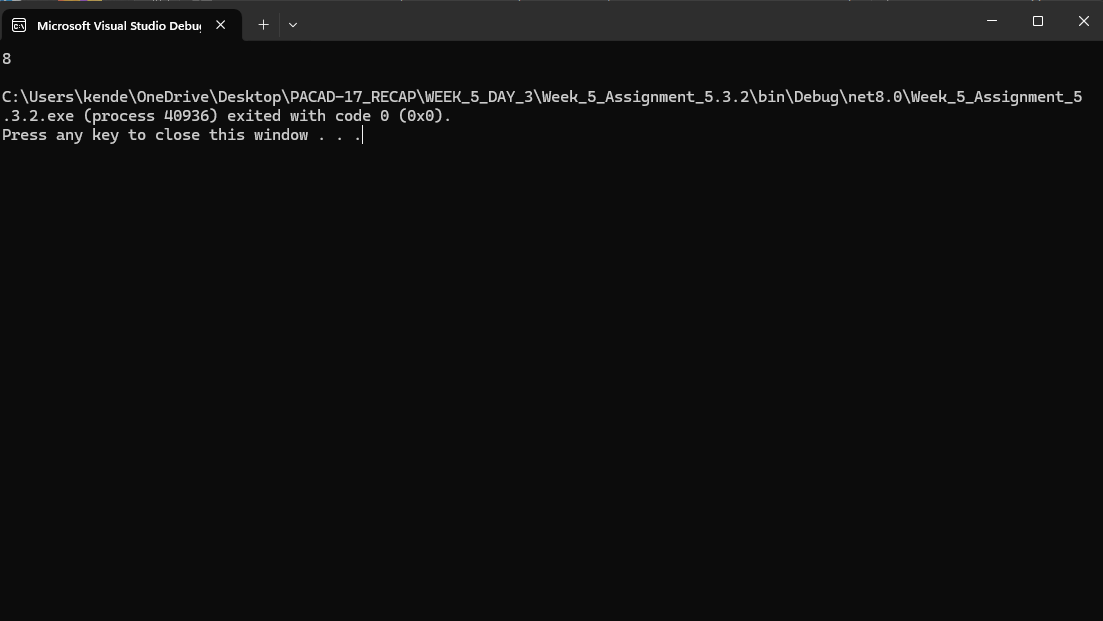 Microsoft Visual Studio Debu
8
C:\Users\kende\OneDrive\Desktop\PACAD-17_RECAP\WEEK_5_DAY_3\Week_5_Assignment_5.3.2\bin\Debug\net8.0\Week_5_Assignment_5
.3.2.exe (process 40936) exited with code 0 (0x0).
Press any key to close this window . . .